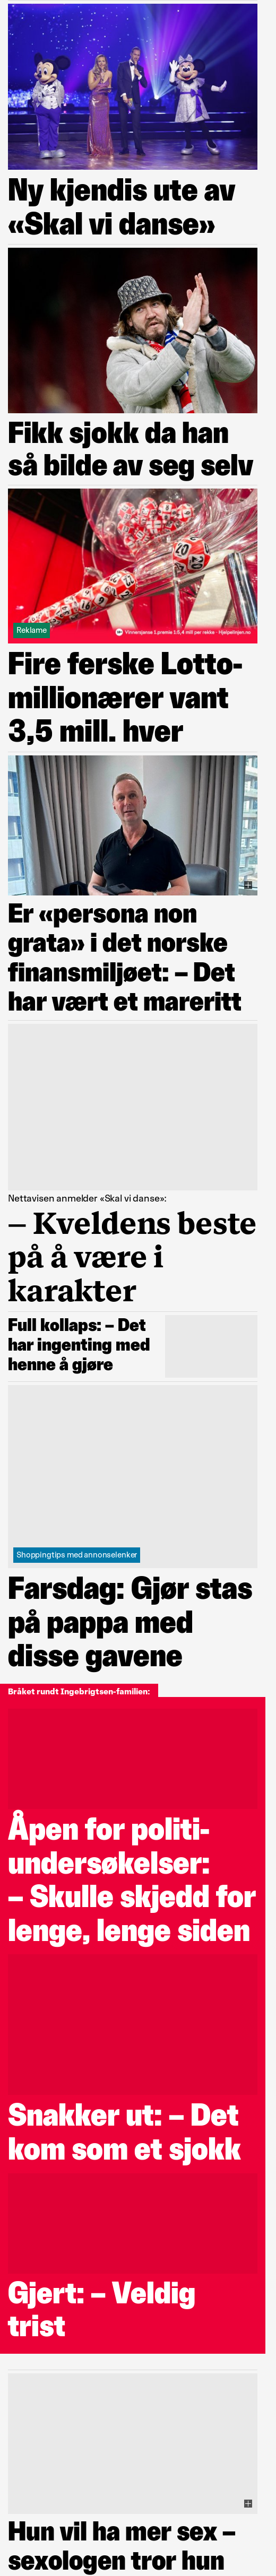 Ny kjendis ute av
«Skal vi danse»
Fikk sjokk da han
så bilde av seg selv
Reklame
Vinnersjanse 1.premie 1:5,4 mill per rekke - Hjelpelinjen.no
20
Fire ferske Lotto-
millionærer vant
3,5 mill. hver
Er «persona non
grata» i det norske
finansmiljøet: – Det
har vært et mareritt
Nettavisen anmelder «Skal vi danse»:
– Kveldens beste
på å være i
karakter
Full kollaps: – Det
har ingenting med
henne å gjøre
Shoppingtips med annonselenker
Farsdag: Gjør stas
på pappa med
disse gavene
Bråket rundt Ingebrigtsen-familien:
Åpen for politi-
undersøkelser:
– Skulle skjedd for
lenge, lenge siden
Snakker ut: – Det
kom som et sjokk
Gjert: – Veldig
trist
Hun vil ha mer sex –
sexologen tror hun